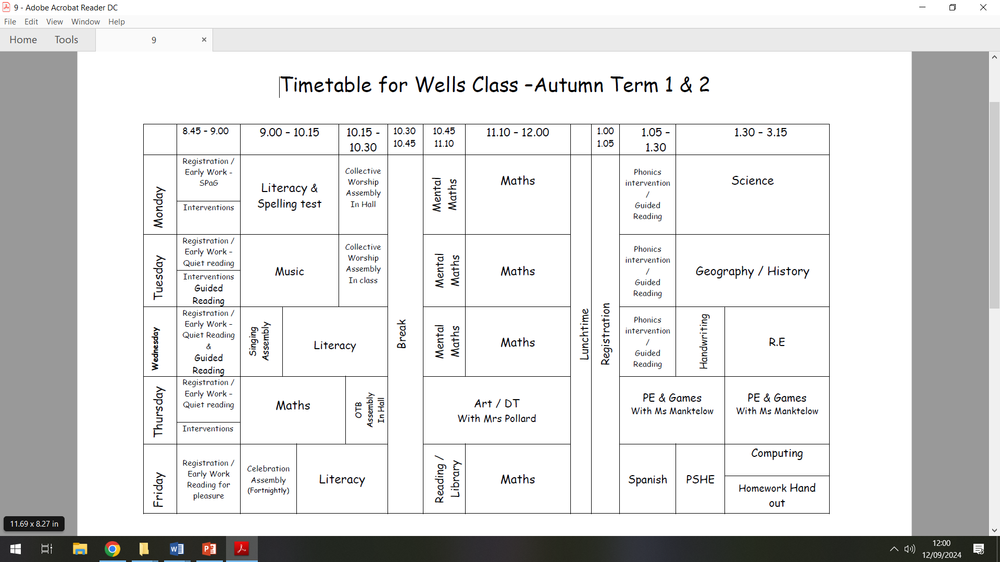 9 - Adobe Acrobat Reader DC
File Edit View Window Help
Home Tools 9 ×
Timetable for Wells Class –Autumn Term 1 & 2
8.45 – 9.00
9.00 – 10.15
10.15 –
10.30
10.30
10.45
10.45
11.10
11.10 – 12.00
1.00
1.05
1.05 –
1.30
1.30 – 3.15
Monday
Registration /
Early Work –
SPaG
Interventions
Literacy &
Spelling test
Collective
Worship
Assembly
In Hall
Break
Mental
Maths
Maths
Lunchtime
Registration
Phonics
intervention
/
Guided
Reading
Science
Tuesday
Registration /
Early Work –
Quiet reading
Interventions
Guided
Reading
Music
Collective
Worship
Assembly
In class
Mental
Maths
Maths
Phonics
intervention
/
Guided
Reading
Geography / History
Wednesday
Registration /
Early Work –
Quiet Reading
&
Guided
Reading
Singing
Assembly
Literacy
Mental
Maths
Maths
Phonics
intervention
/
Guided
Reading
Handwriting
R.E
Thursday
Registration /
Early Work –
Quiet reading
Interventions
Maths
OTB
Assembly
In Hall
Art / DT
With Mrs Pollard
PE & Games
With Ms Manktelow
PE & Games
With Ms Manktelow
Friday
Registration /
Early Work
Reading for
pleasure
Celebration
Assembly
(Fortnightly)
Literacy
Reading /
Library
Maths
Spanish
PSHE
Computing
Homework Hand
out
11.69 x 8.27 in
12:00
12/09/2024